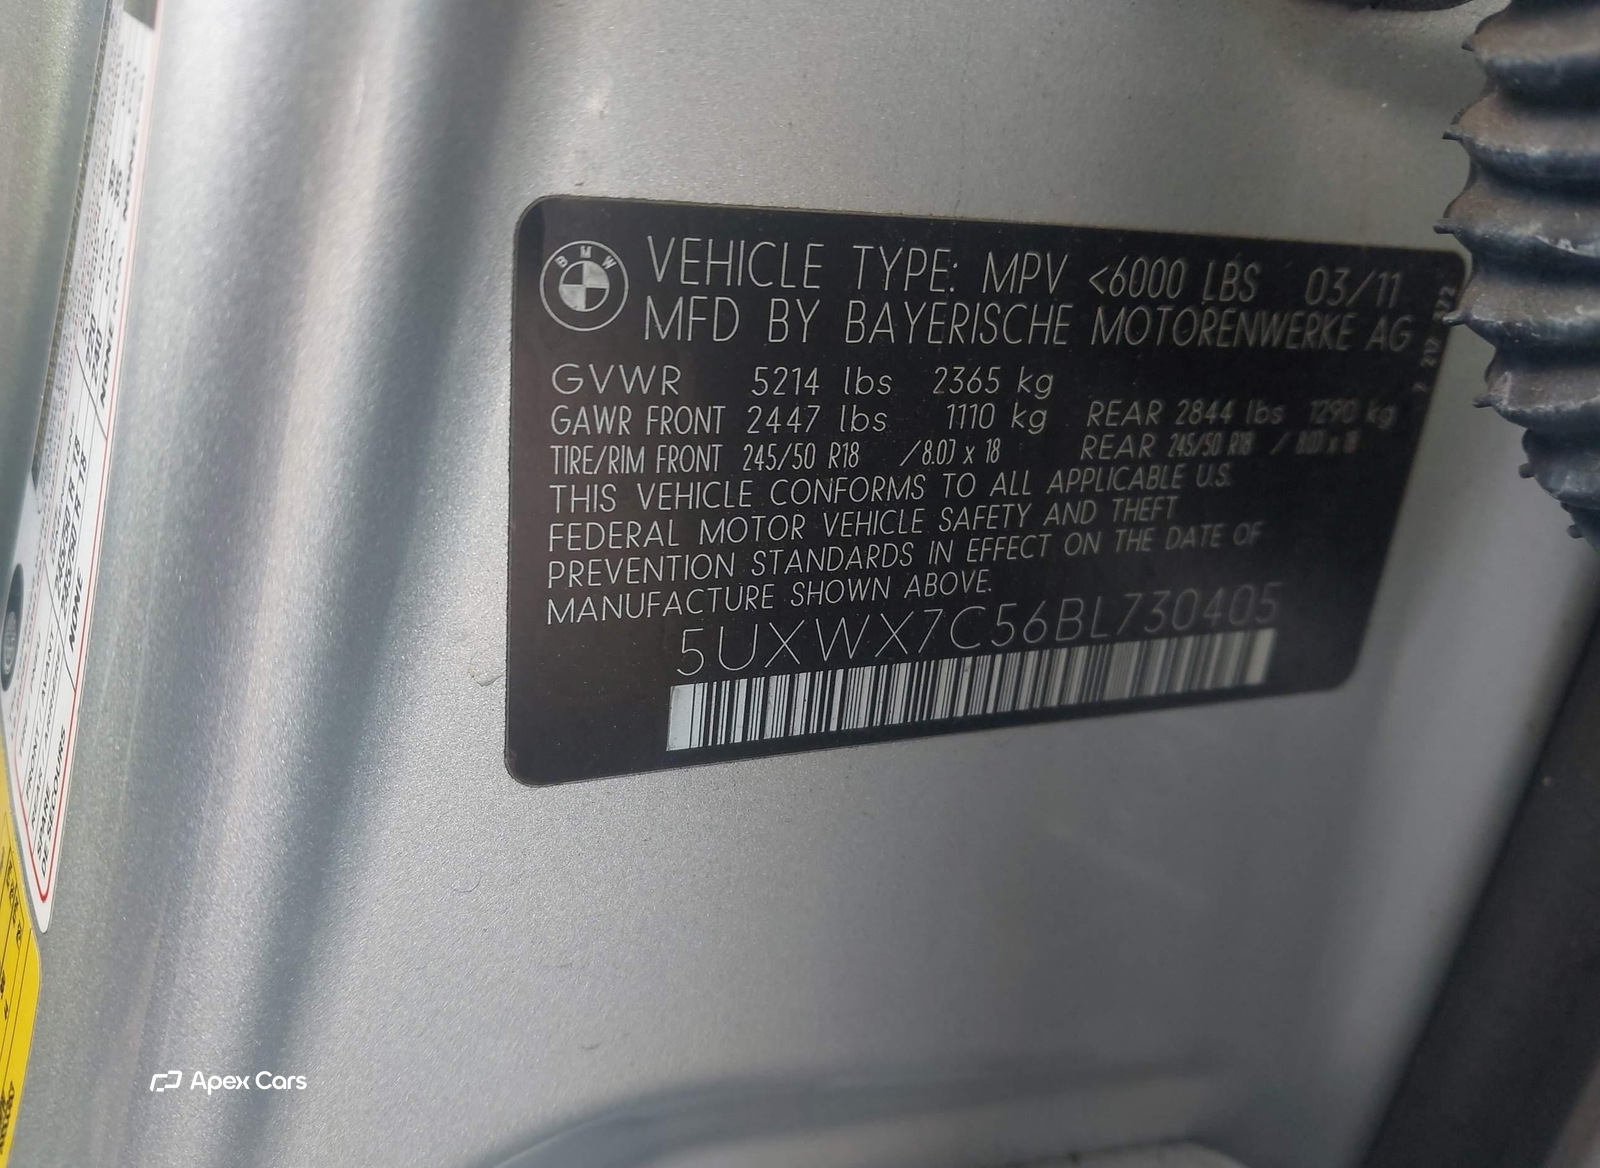 BMW
VEHICLE TYPE: MPV <6000 LBS 03/11
MFD BY BAYERISCHE MOTORENWERKE AG
GVWR 5214 lbs 2365 kg
GAWR FRONT 2447 lbs 1110 kg REAR 2844 lbs 1290 kg
TIRE/RIM FRONT 245/50 R18 /8.0J x 18 REAR 245/50 R18 / 8.0J x 18
THIS VEHICLE CONFORMS TO ALL APPLICABLE U.S.
FEDERAL MOTOR VEHICLE SAFETY AND THEFT
PREVENTION STANDARDS IN EFFECT ON THE DATE OF
MANUFACTURE SHOWN ABOVE.
5UXWX7C56BL730405
Apex Cars